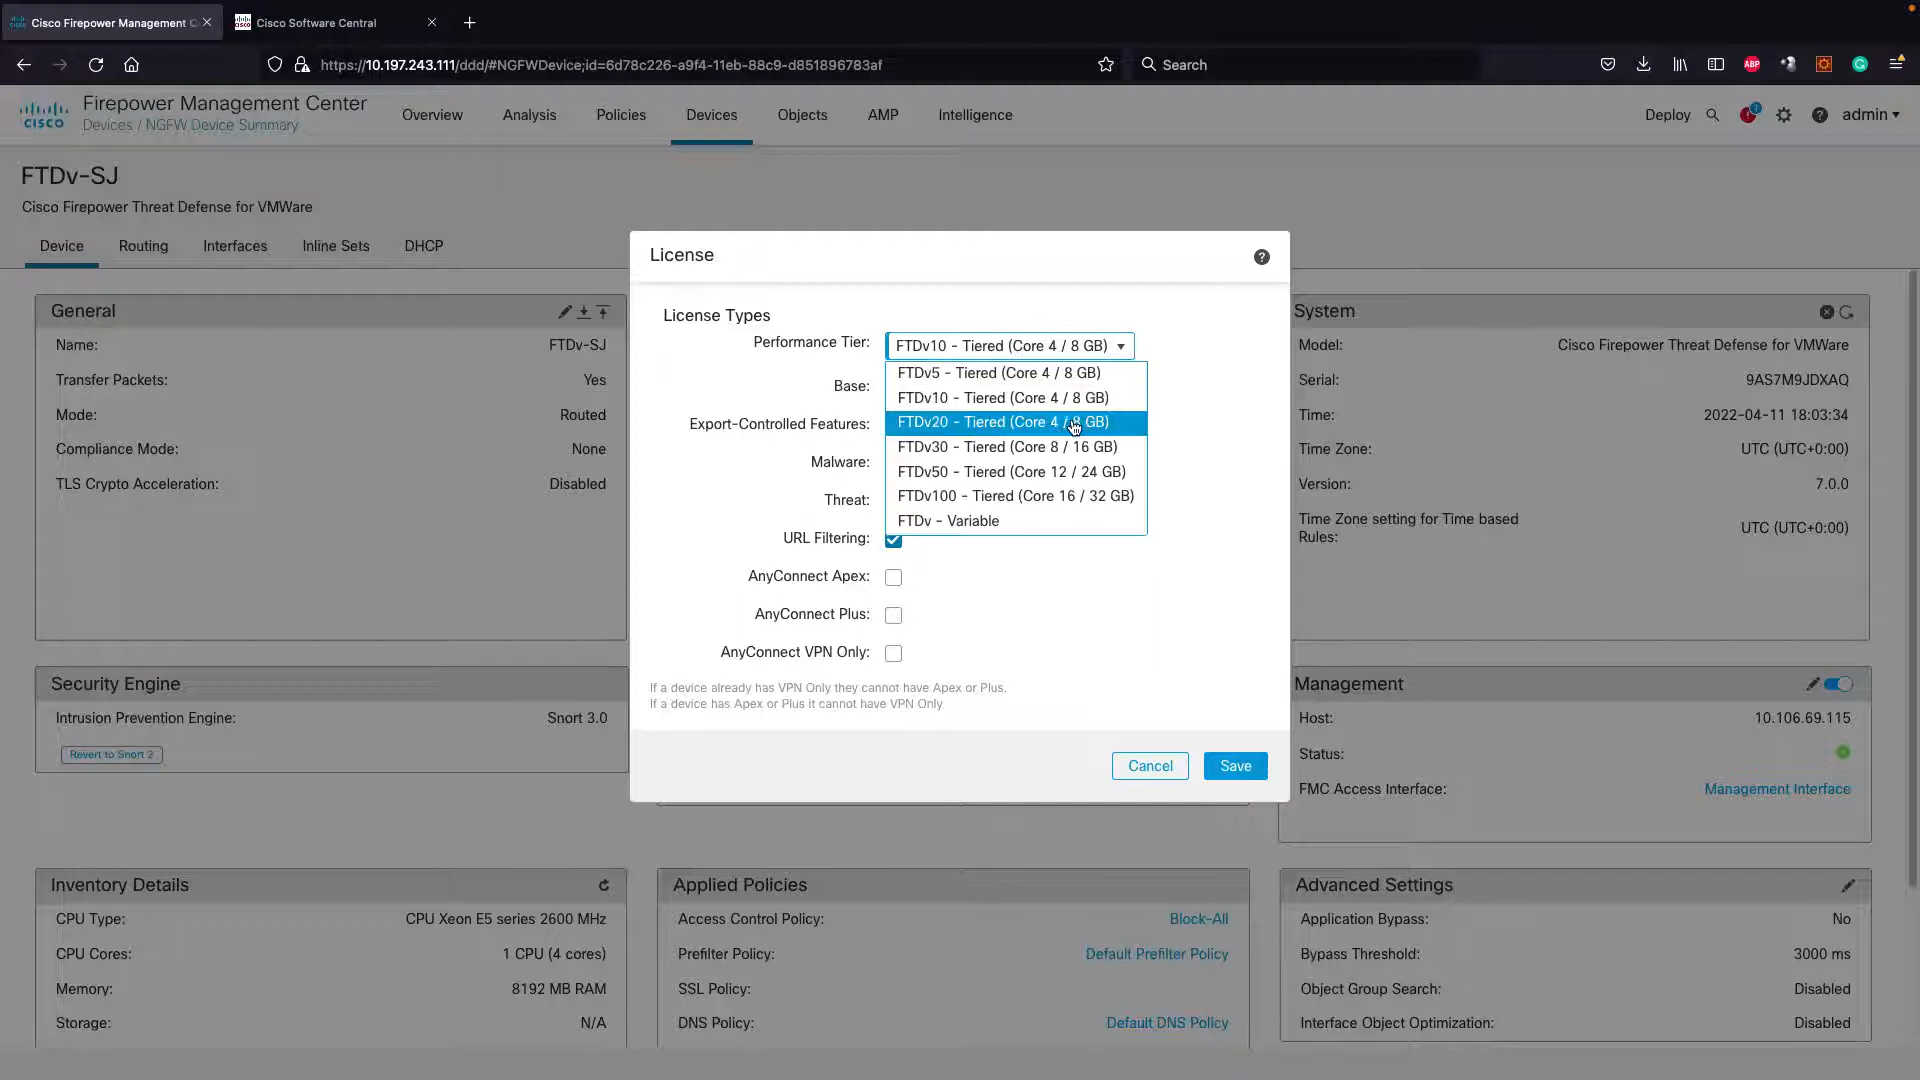 Cisco Firepower Management C
Cisco Software Central
https://10.197.243.111/ddd/#NGFWDevice;id=6d78c226-a9f4-11eb-88c9-d851896783af
Search
ABP
CISCO
Firepower Management Center
Devices / NGFW Device Summary
Overview
Analysis
Policies
Devices
Objects
AMP
Intelligence
Deploy
1
admin
FTDv-SJ
Cisco Firepower Threat Defense for VMWare
Device
Routing
Interfaces
Inline Sets
DHCP
General
Name: FTDv-SJ
Transfer Packets: Yes
Mode: Routed
Compliance Mode: None
TLS Crypto Acceleration: Disabled
License
License Types
Performance Tier: FTDv10 - Tiered (Core 4 / 8 GB)
FTDv5 - Tiered (Core 4 / 8 GB)
FTDv10 - Tiered (Core 4 / 8 GB)
FTDv20 - Tiered (Core 4 / 8 GB)
FTDv30 - Tiered (Core 8 / 16 GB)
FTDv50 - Tiered (Core 12 / 24 GB)
FTDv100 - Tiered (Core 16 / 32 GB)
FTDv - Variable
Base:
Export-Controlled Features:
Malware:
Threat:
URL Filtering:
AnyConnect Apex:
AnyConnect Plus:
AnyConnect VPN Only:
If a device already has VPN Only they cannot have Apex or Plus.
If a device has Apex or Plus it cannot have VPN Only
Cancel
Save
System
Model: Cisco Firepower Threat Defense for VMWare
Serial: 9AS7M9JDXAQ
Time: 2022-04-11 18:03:34
Time Zone: UTC (UTC+0:00)
Version: 7.0.0
Time Zone setting for Time based
Rules: UTC (UTC+0:00)
Security Engine
Intrusion Prevention Engine: Snort 3.0
Revert to Snort 2
Management
Host: 10.106.69.115
Status:
FMC Access Interface: Management Interface
Inventory Details
CPU Type: CPU Xeon E5 series 2600 MHz
CPU Cores: 1 CPU (4 cores)
Memory: 8192 MB RAM
Storage: N/A
Applied Policies
Access Control Policy: Block-All
Prefilter Policy: Default Prefilter Policy
SSL Policy:
DNS Policy: Default DNS Policy
Advanced Settings
Application Bypass: No
Bypass Threshold: 3000 ms
Object Group Search: Disabled
Interface Object Optimization: Disabled